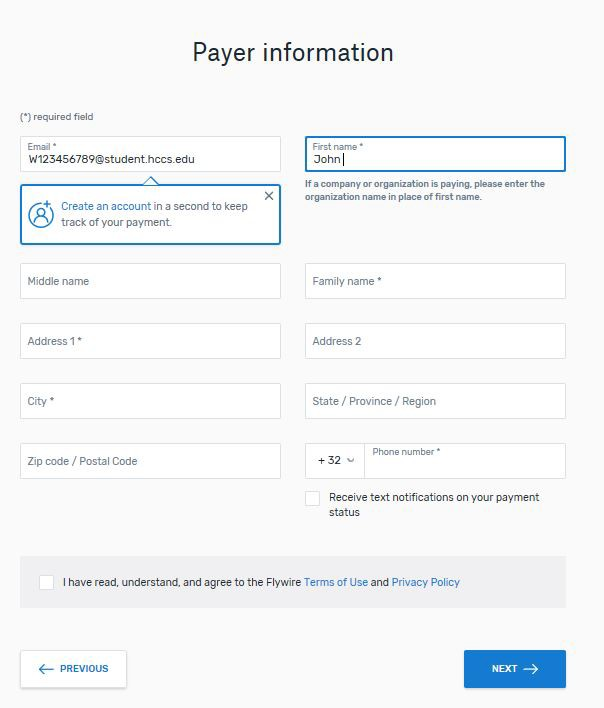 Payer information
(*) required field
Email *
W123456789@student.hccs.edu
First name *
John
If a company or organization is paying, please enter the
organization name in place of first name.
Create an account in a second to keep
track of your payment.
Middle name
Family name *
Address 1 *
Address 2
City *
State / Province / Region
Zip code / Postal Code
+ 32
Phone number *
Receive text notifications on your payment
status
I have read, understand, and agree to the Flywire Terms of Use and Privacy Policy
PREVIOUS
NEXT